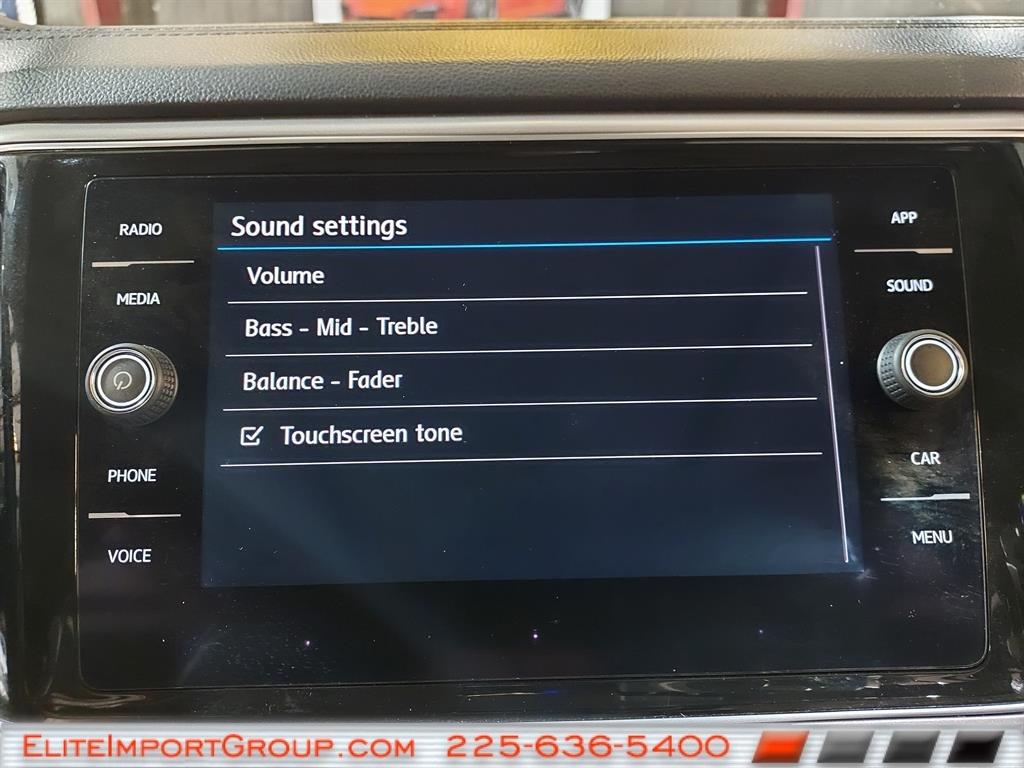 RADIO
MEDIA
PHONE
VOICE
Sound settings
Volume
Bass - Mid - Treble
Balance - Fader
Touchscreen tone
APP
SOUND
CAR
MENU
EliteImportGroup.com 225-636-5400